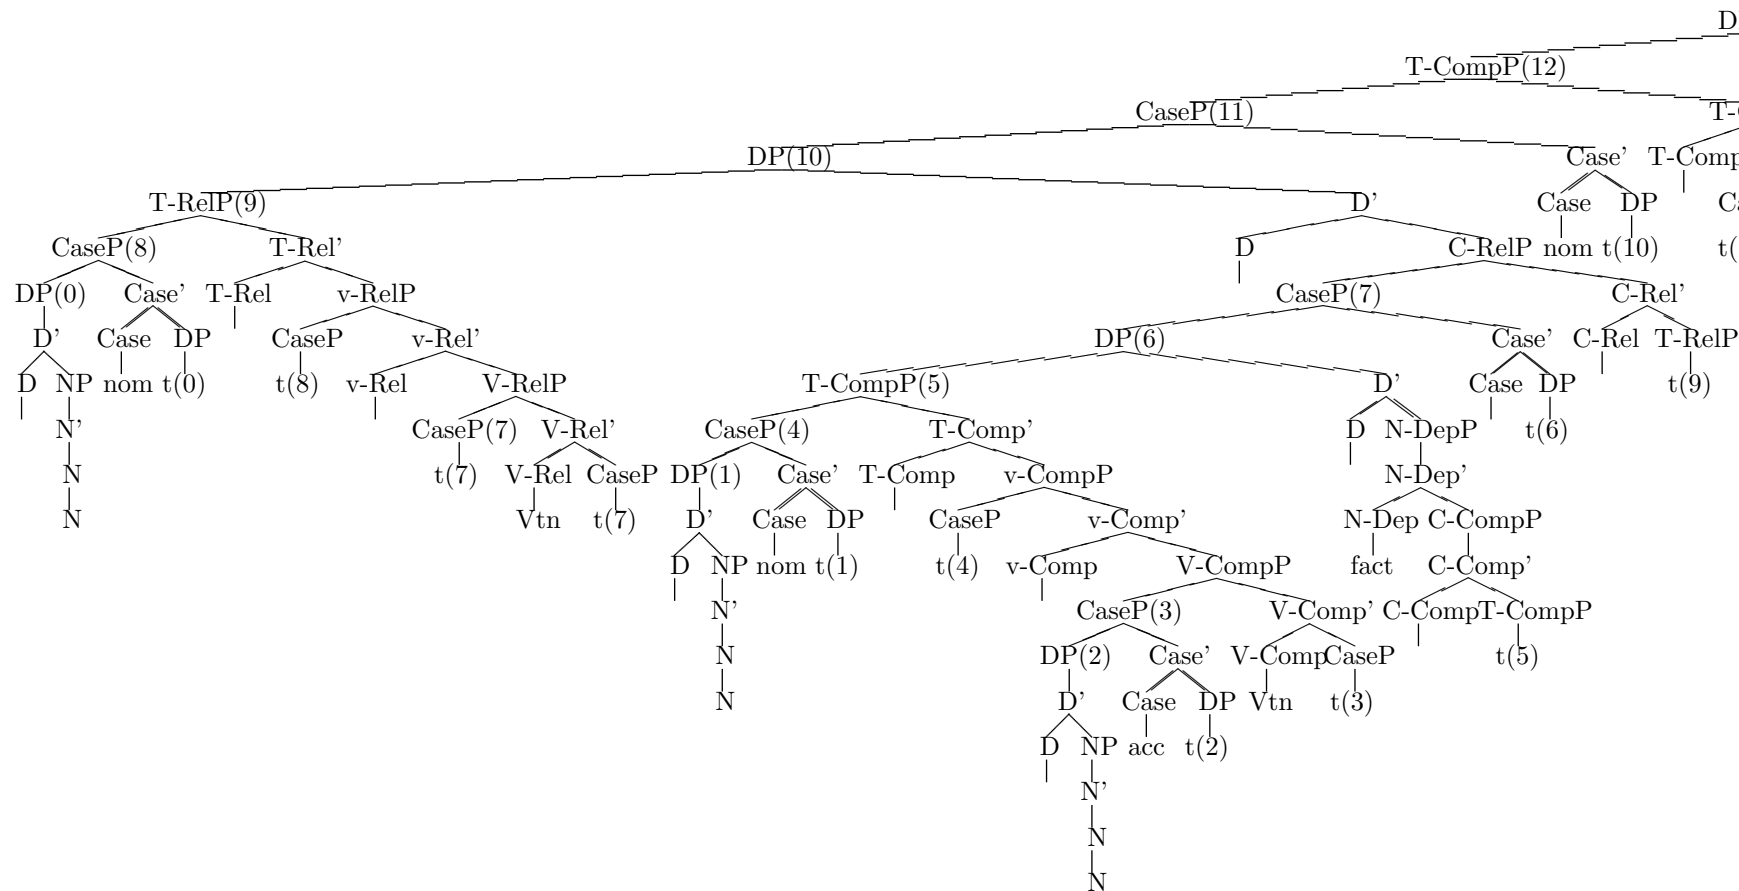 D
T-CompP(12)
CaseP(11) T-
DP(10) Case' T-Comp
T-RelP(9) D' Case DP Ca
CaseP(8) T-Rel' D C-RelP nom t(10) t(
DP(0) Case' T-Rel v-RelP CaseP(7) C-Rel'
D' Case DP CaseP v-Rel' DP(6) Case' C-Rel T-RelP
D NP nom t(0) t(8) v-Rel V-RelP T-CompP(5) D' Case DP t(9)
N' CaseP(7) V-Rel' CaseP(4) T-Comp' D N-DepP t(6)
N t(7) V-Rel CaseP DP(1) Case' T-Comp v-CompP N-Dep'
N Vtn t(7) D' Case DP CaseP v-Comp' N-Dep C-CompP
D NP nom t(1) t(4) v-Comp V-CompP fact C-Comp'
N' CaseP(3) V-Comp' C-Comp T-CompP
N DP(2) Case' V-Comp CaseP t(5)
N D' Case DP Vtn t(3)
D NP acc t(2)
N'
N
N